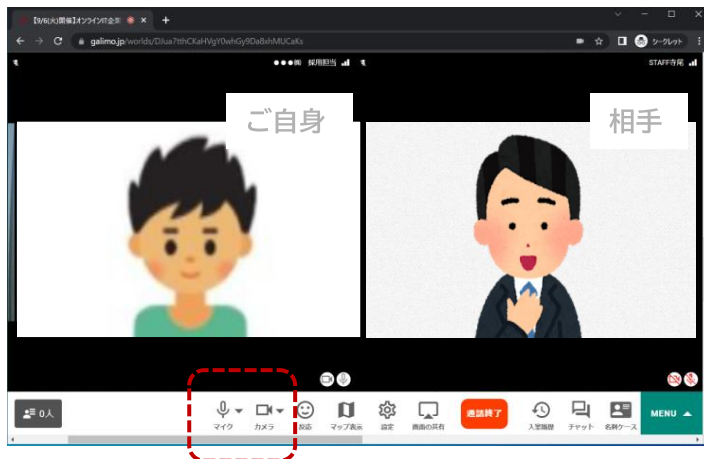 【9/6(火)開催】オンラインIT企業
galimo.jp/worlds/DJua7tthCKaHVgY0whGy9Da8xhMUCaKs
シークレット
●●●㈱ 採用担当
STAFF寺尾
ご自身
相手
0人
マイク
カメラ
反応
マップ表示
設定
画面の共有
通話終了
入室履歴
チャット
名刺ケース
MENU